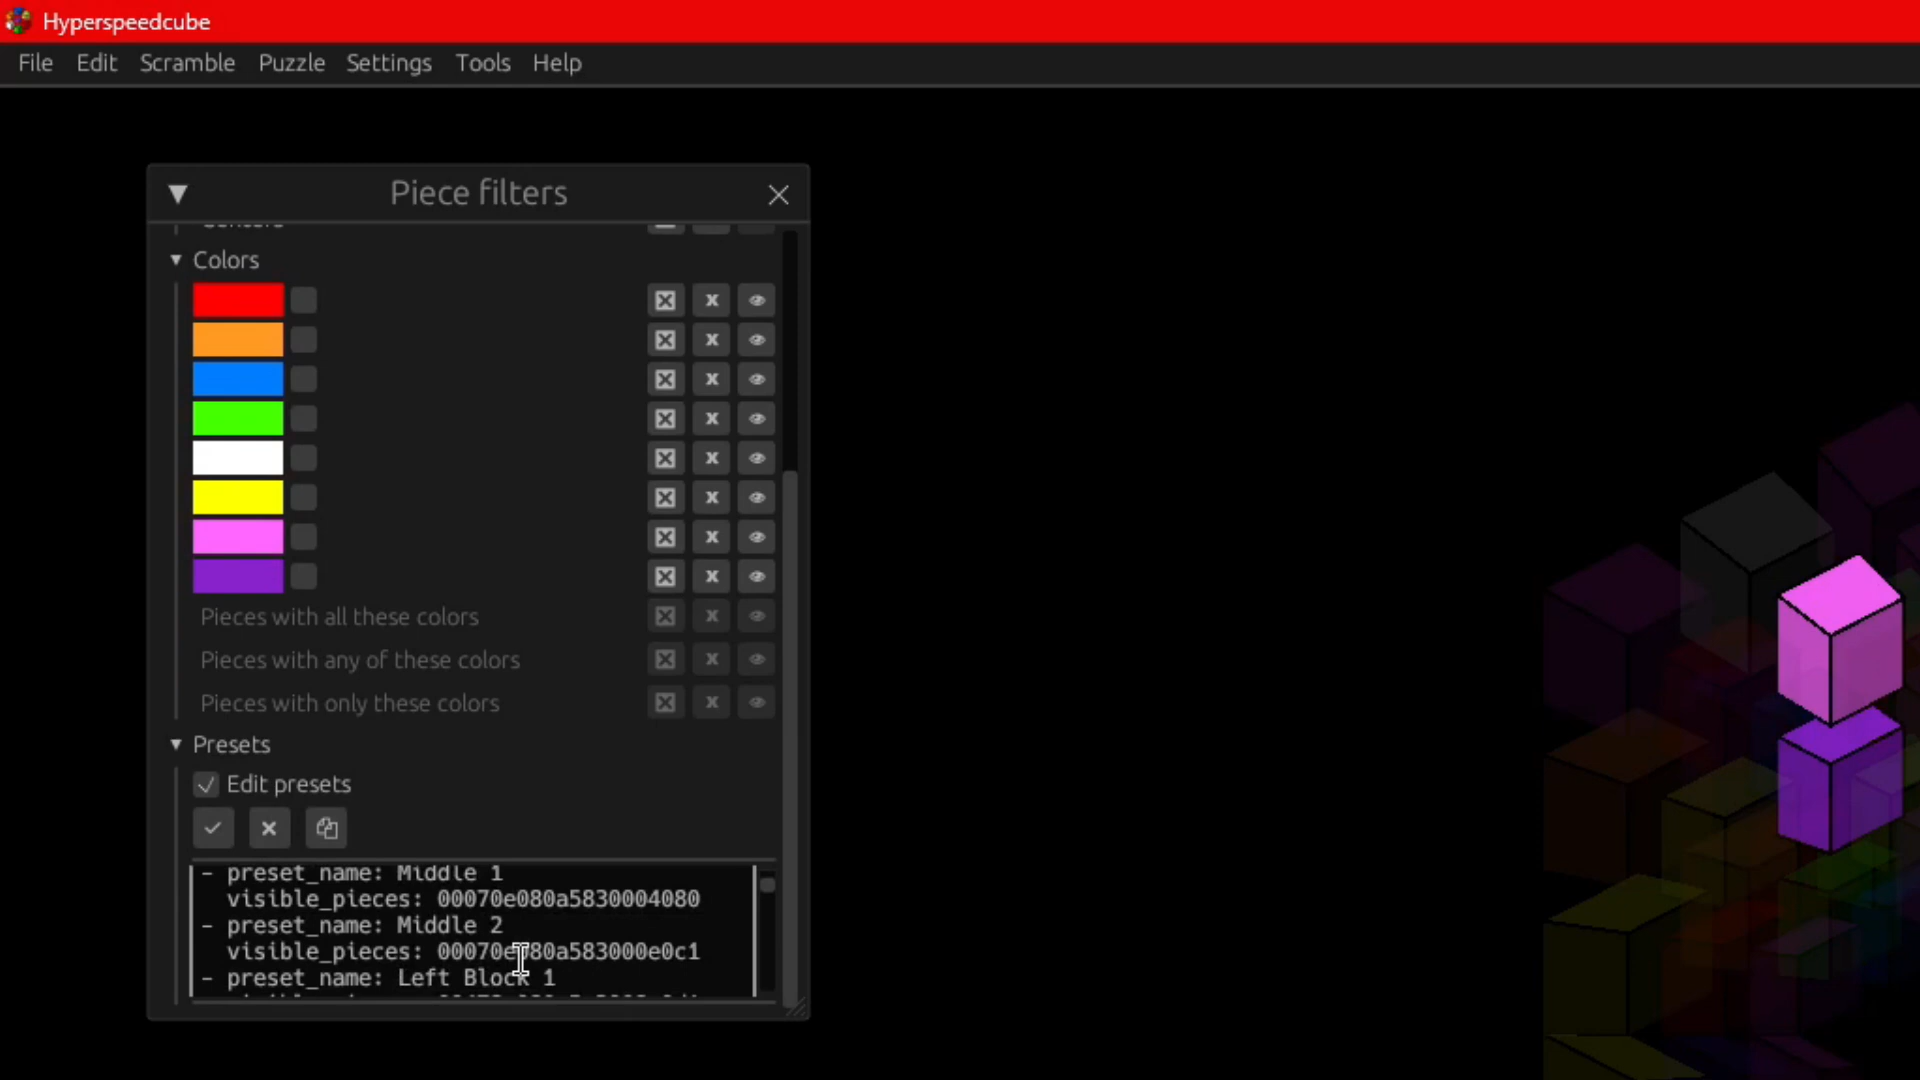 Hyperspeedcube
File Edit Scramble Puzzle Settings Tools Help
Piece filters
Colors
Pieces with all these colors
Pieces with any of these colors
Pieces with only these colors
Presets
Edit presets
- preset_name: Middle 1
visible_pieces: 00070e080a5830004080
- preset_name: Middle 2
visible_pieces: 00070e080a583000e0c1
- preset_name: Left Block 1